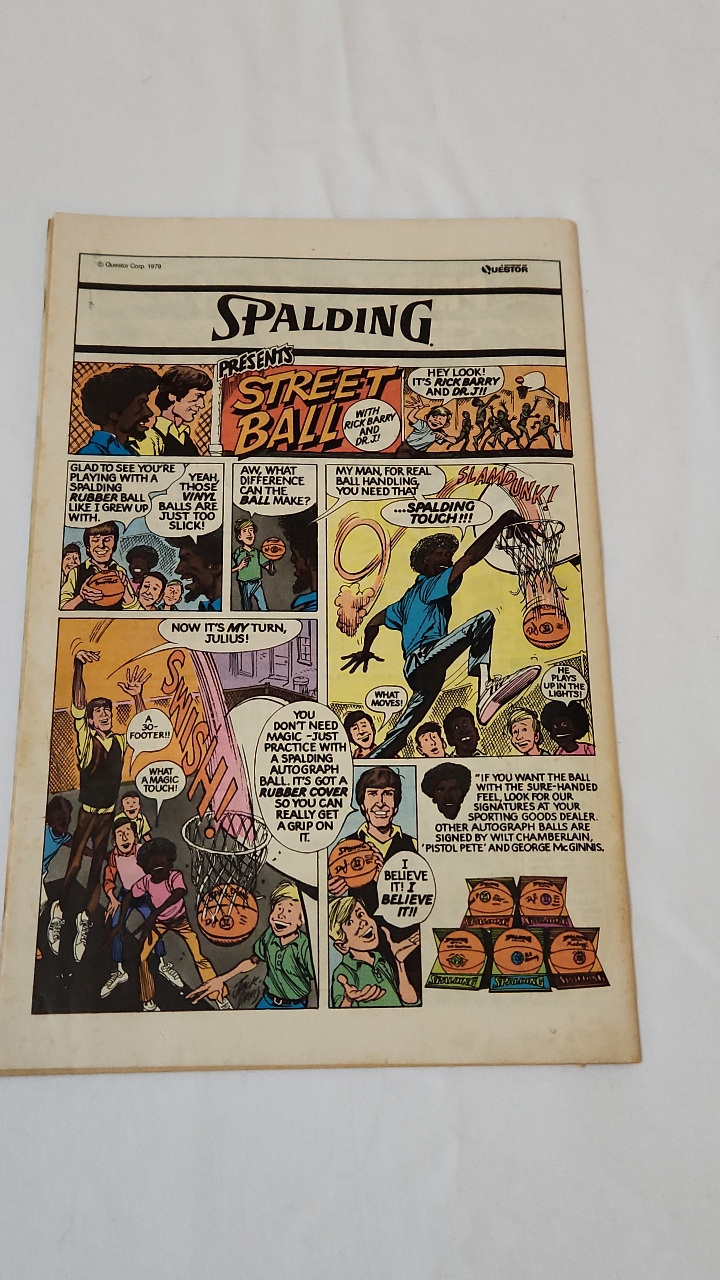 © Questor Corp. 1979
QUESTOR
SPALDING
PRESENTS
STREET
BALL
WITH
RICK BARRY
AND
DR.J!
HEY LOOK!
IT'S RICK BARRY
AND DR.J!!
GLAD TO SEE YOU'RE
PLAYING WITH A
SPALDING
RUBBER BALL
LIKE I GREW UP
WITH.
YEAH,
THOSE
VINYL
BALLS ARE
JUST TOO
SLICK!
AW, WHAT
DIFFERENCE
CAN THE
BALL MAKE?
MY MAN, FOR REAL
BALL HANDLING,
YOU NEED THAT
...SPALDING
TOUCH!!!
SLAMDUNK!
WHAT
MOVES!
HE
PLAYS
UP IN THE
LIGHTS!
NOW IT'S MY TURN,
JULIUS!
SWISH!
A
30-
FOOTER!!
WHAT
A MAGIC
TOUCH!
YOU
DON'T NEED
MAGIC -JUST
PRACTICE WITH
A SPALDING
AUTOGRAPH
BALL. IT'S GOT A
RUBBER COVER
SO YOU CAN
REALLY GET
A GRIP ON
IT.
I
BELIEVE
IT! I
BELIEVE
IT!!
"IF YOU WANT THE BALL
WITH THE SURE-HANDED
FEEL, LOOK FOR OUR
SIGNATURES AT YOUR
SPORTING GOODS DEALER.
OTHER AUTOGRAPH BALLS ARE
SIGNED BY WILT CHAMBERLAIN,
'PISTOL PETE' AND GEORGE McGINNIS.
SPALDING
SPALDING
SPALDING
SPALDING
SPALDING